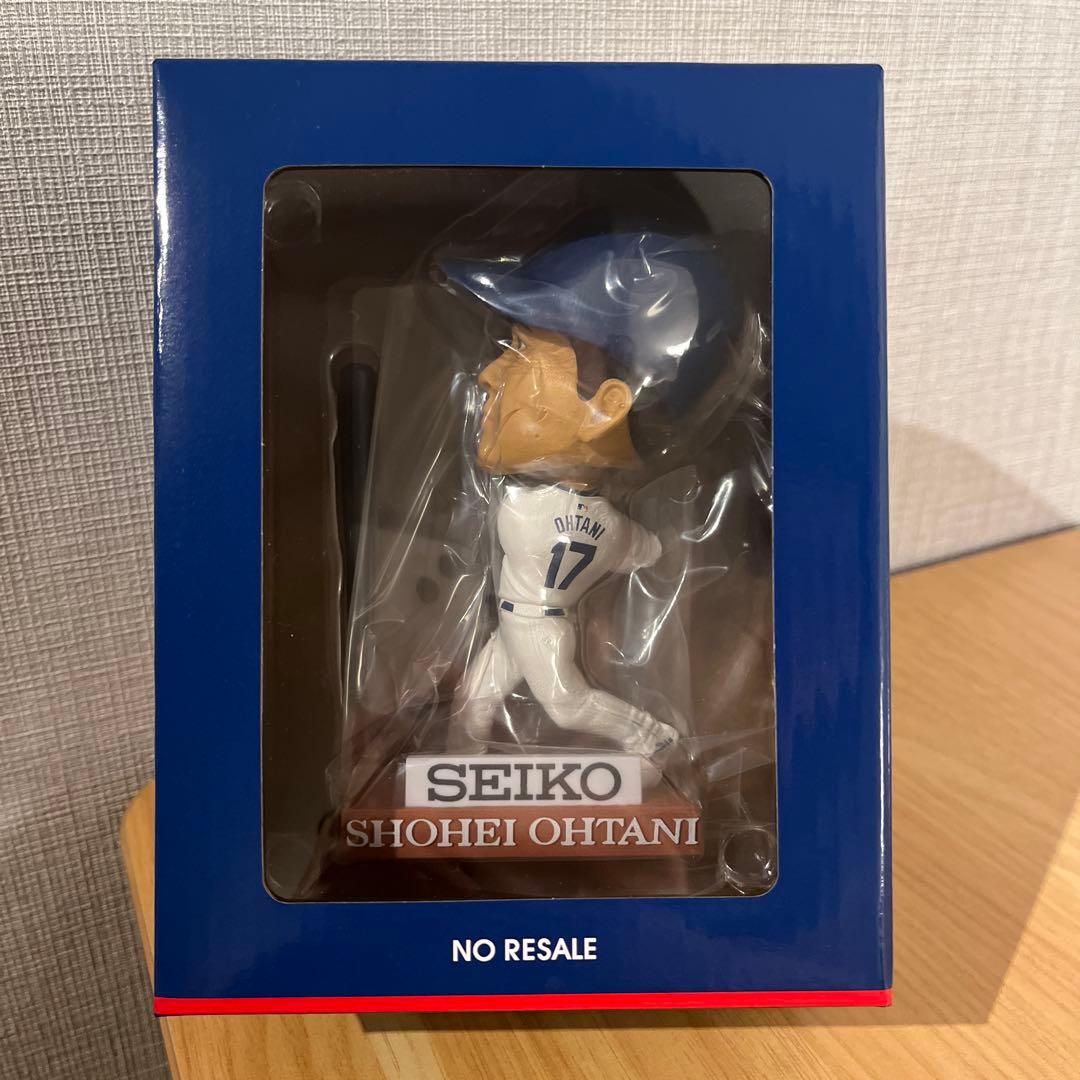 OHTANI
17
SEIKO
SHOHEI OHTANI
NO RESALE